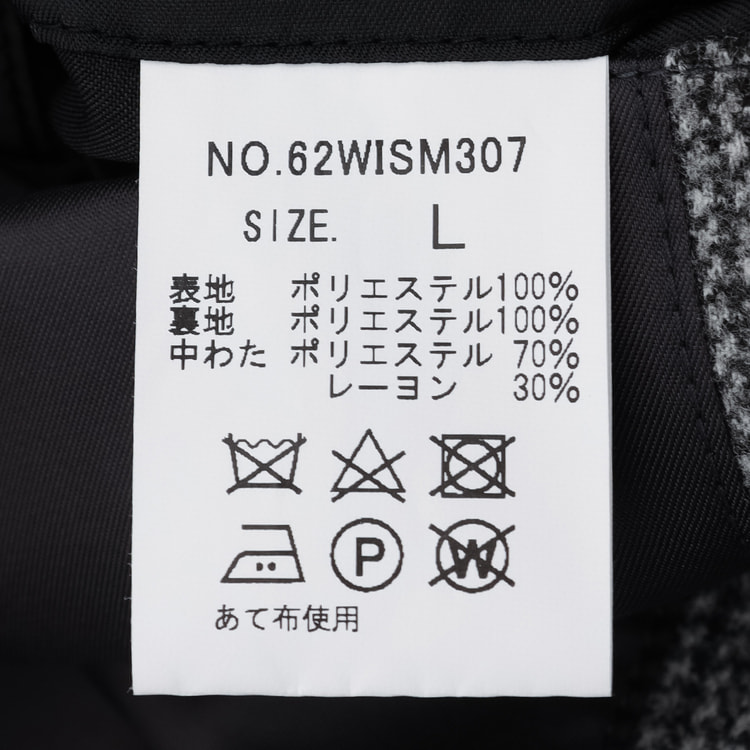 NO.62WISM307
SIZE. L
表地 ポリエステル100%
裏地 ポリエステル100%
中わた ポリエステル 70%
レーヨン 30%
P W
あて布使用